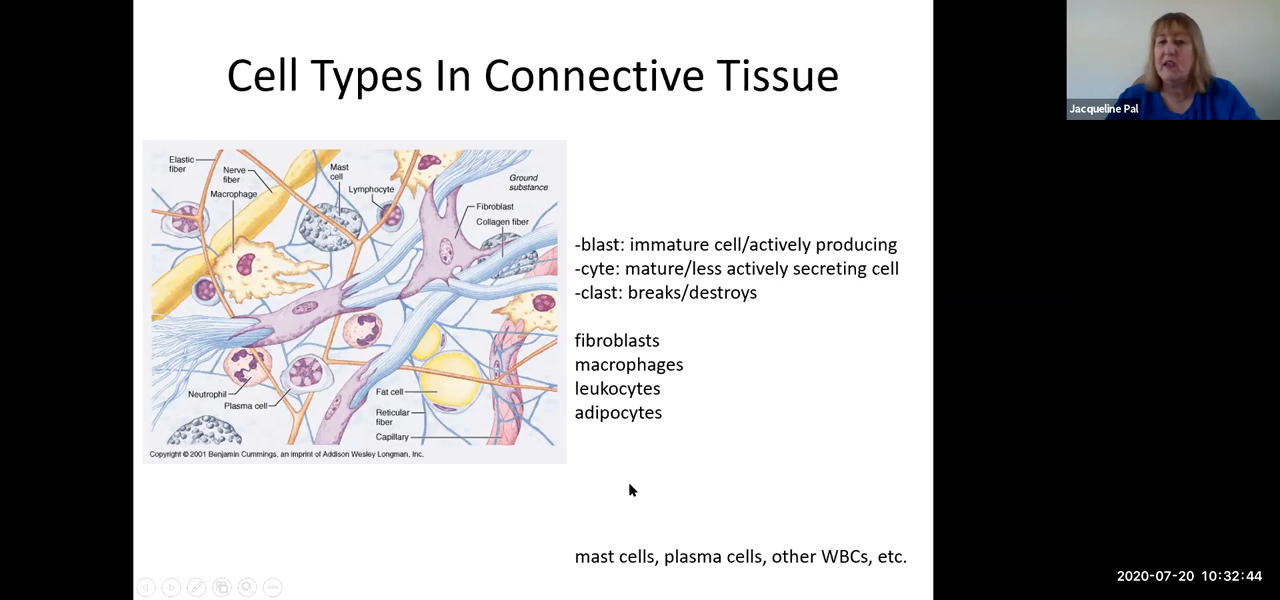 Cell Types In Connective Tissue
Jacqueline Pal
Elastic
fiber
Nerve
fiber
Macrophage
Mast
cell
Lymphocyte
Ground
substance
Fibroblast
Collagen fiber
Neutrophil
Plasma cell
Fat cell
Reticular
fiber
Capillary
Copyright © 2001 Benjamin Cummings, an imprint of Addison Wesley Longman, Inc.
-blast: immature cell/actively producing
-cyte: mature/less actively secreting cell
-clast: breaks/destroys
fibroblasts
macrophages
leukocytes
adipocytes
mast cells, plasma cells, other WBCs, etc.
2020-07-20 10:32:44